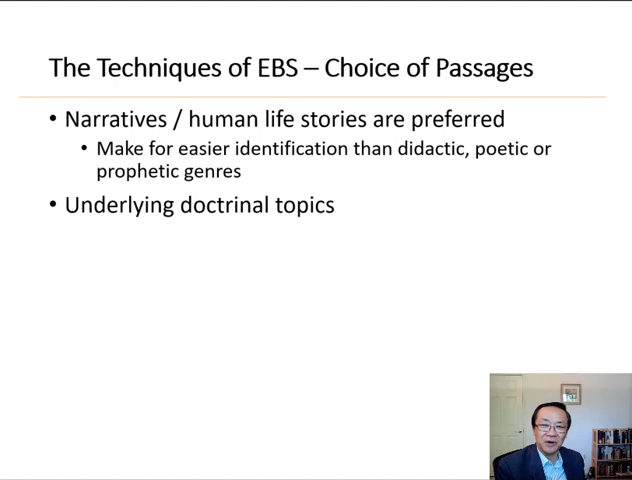 The Techniques of EBS – Choice of Passages
• Narratives / human life stories are preferred
• Make for easier identification than didactic, poetic or
prophetic genres
• Underlying doctrinal topics